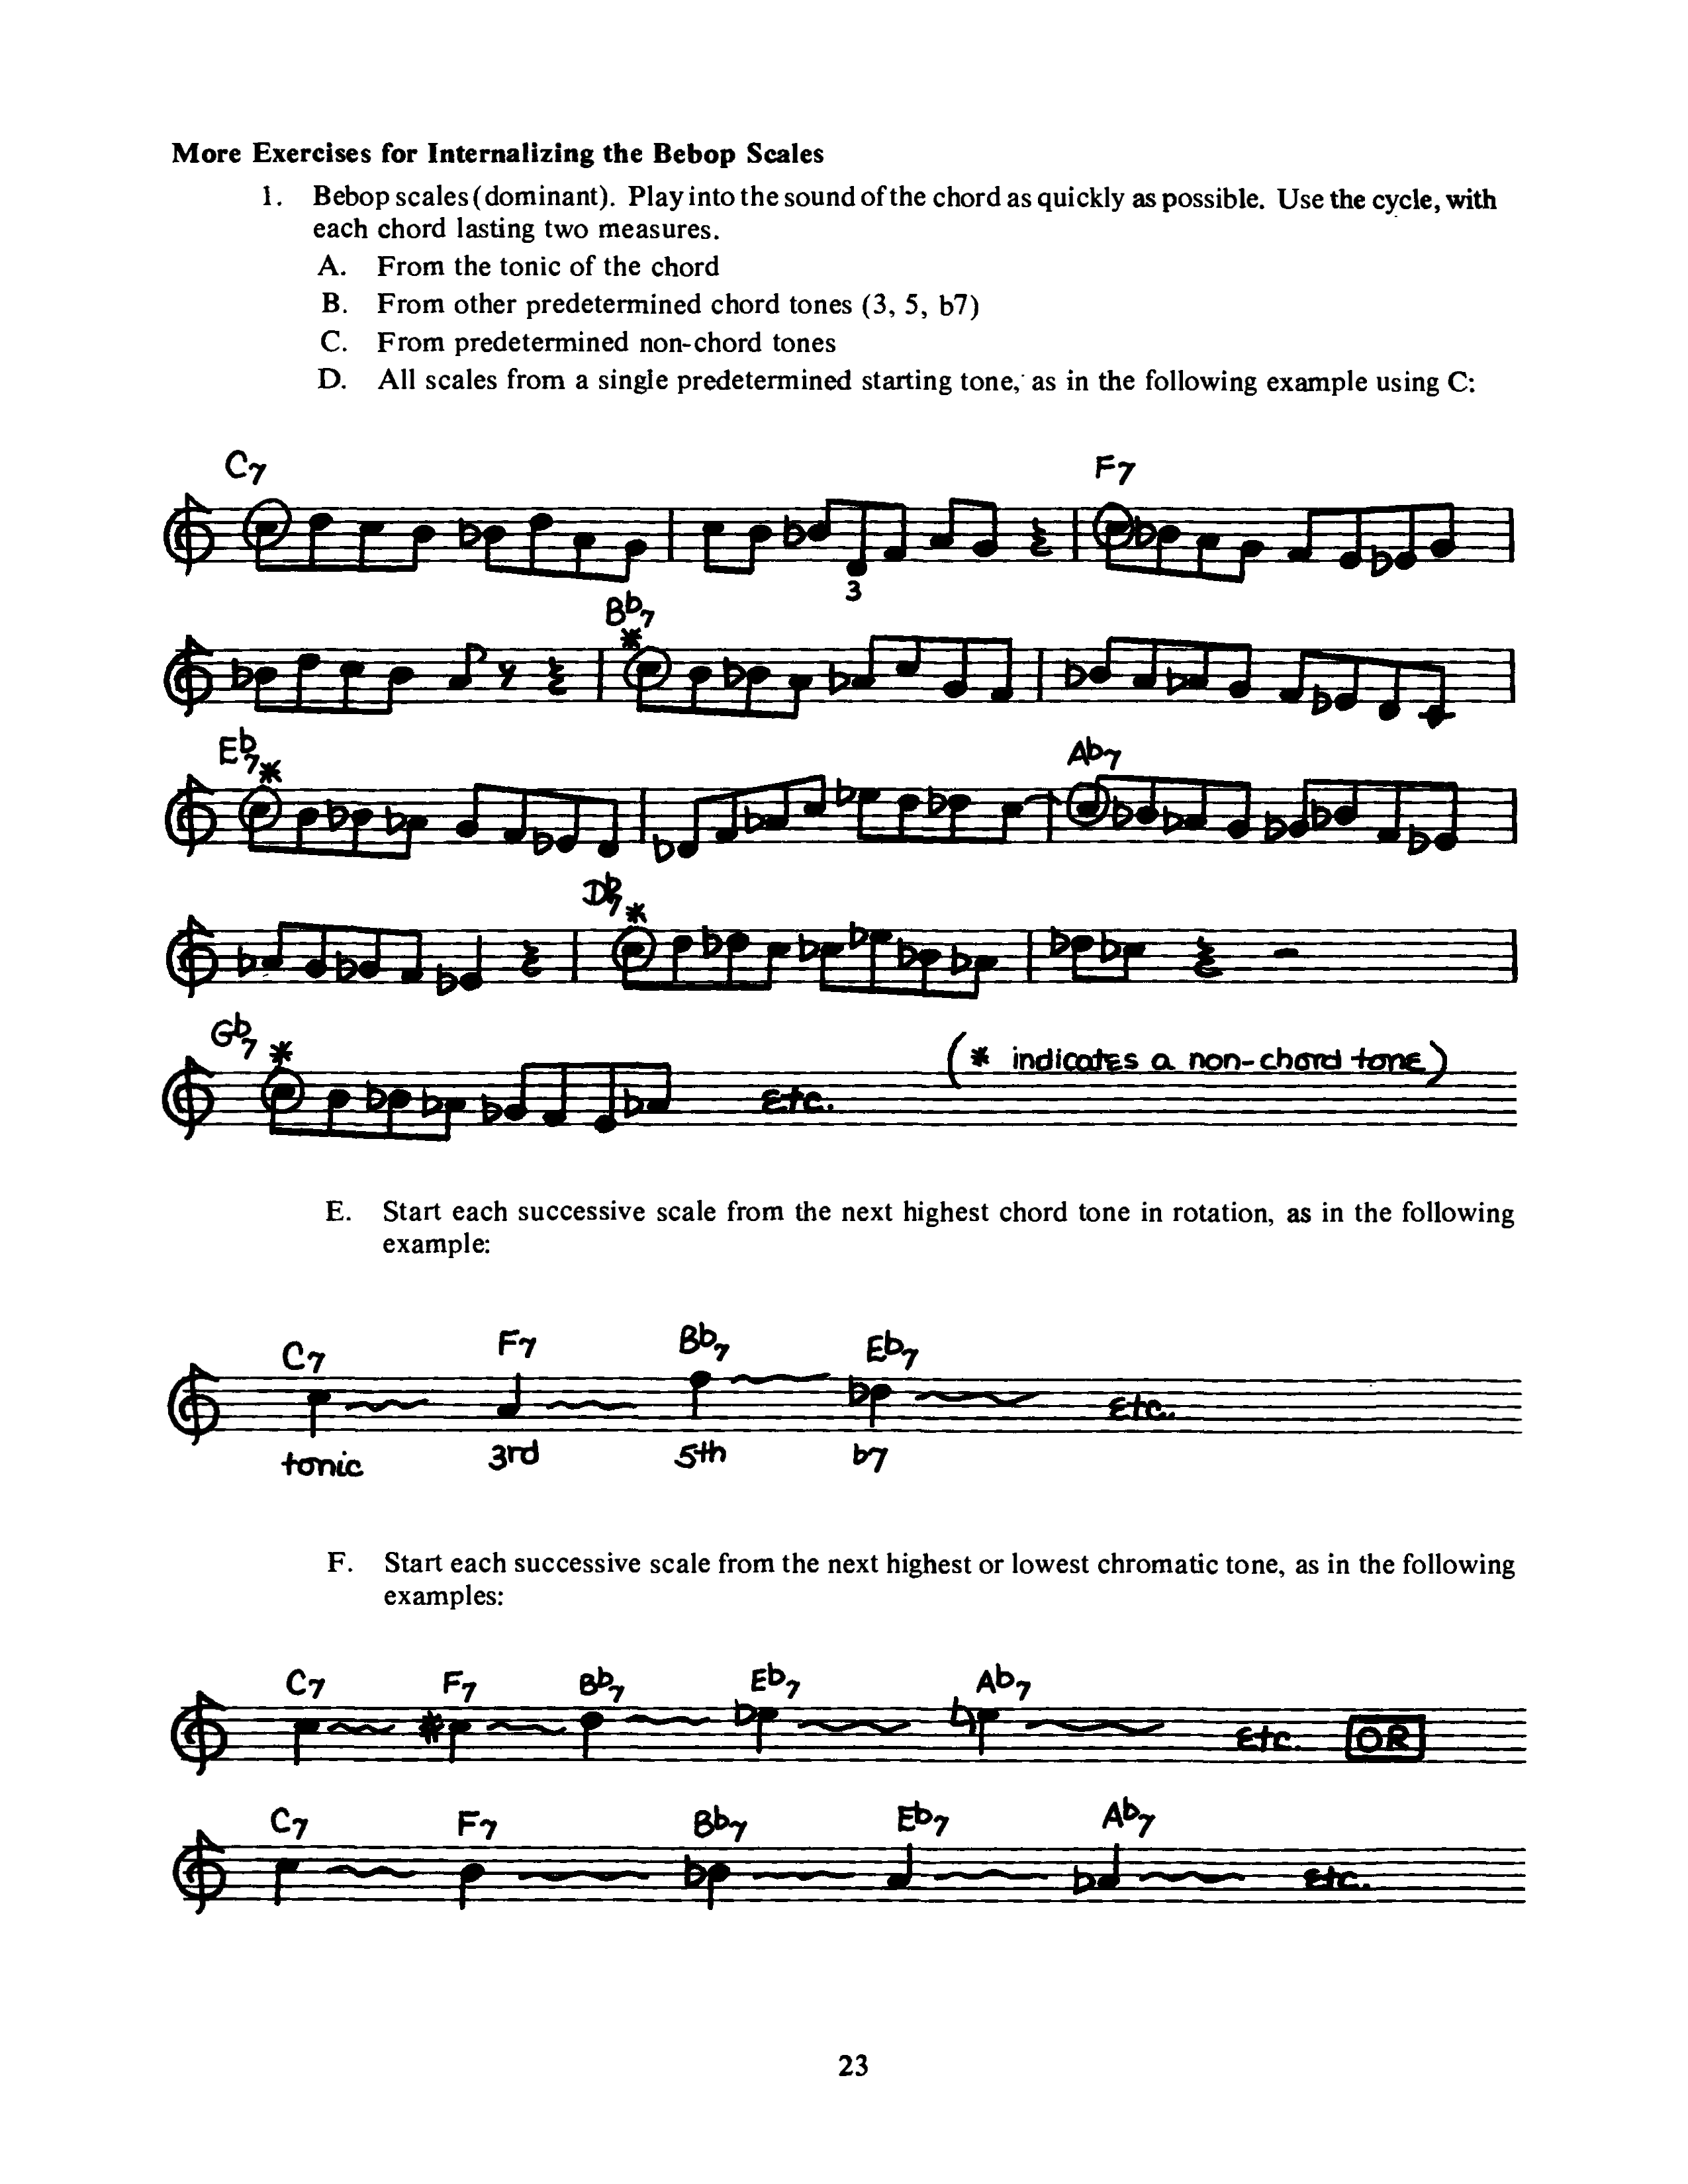 More Exercises for Internalizing the Bebop Scales
1. Bebop scales (dominant). Play into the sound of the chord as quickly as possible. Use the cycle, with
each chord lasting two measures.
A. From the tonic of the chord
B. From other predetermined chord tones (3, 5, b7)
C. From predetermined non-chord tones
D. All scales from a single predetermined starting tone, as in the following example using C:
C7 F7
3
Bb7
*
Eb7 * Ab7
Db7 *
Gb7 * (* indicates a non-chord tone)
etc.
E. Start each successive scale from the next highest chord tone in rotation, as in the following
example:
C7 F7 Bb7 Eb7
etc.
tonic 3rd 5th b7
F. Start each successive scale from the next highest or lowest chromatic tone, as in the following
examples:
C7 F7 Bb7 Eb7 Ab7
etc. OR
C7 F7 Bb7 Eb7 Ab7
etc.
23